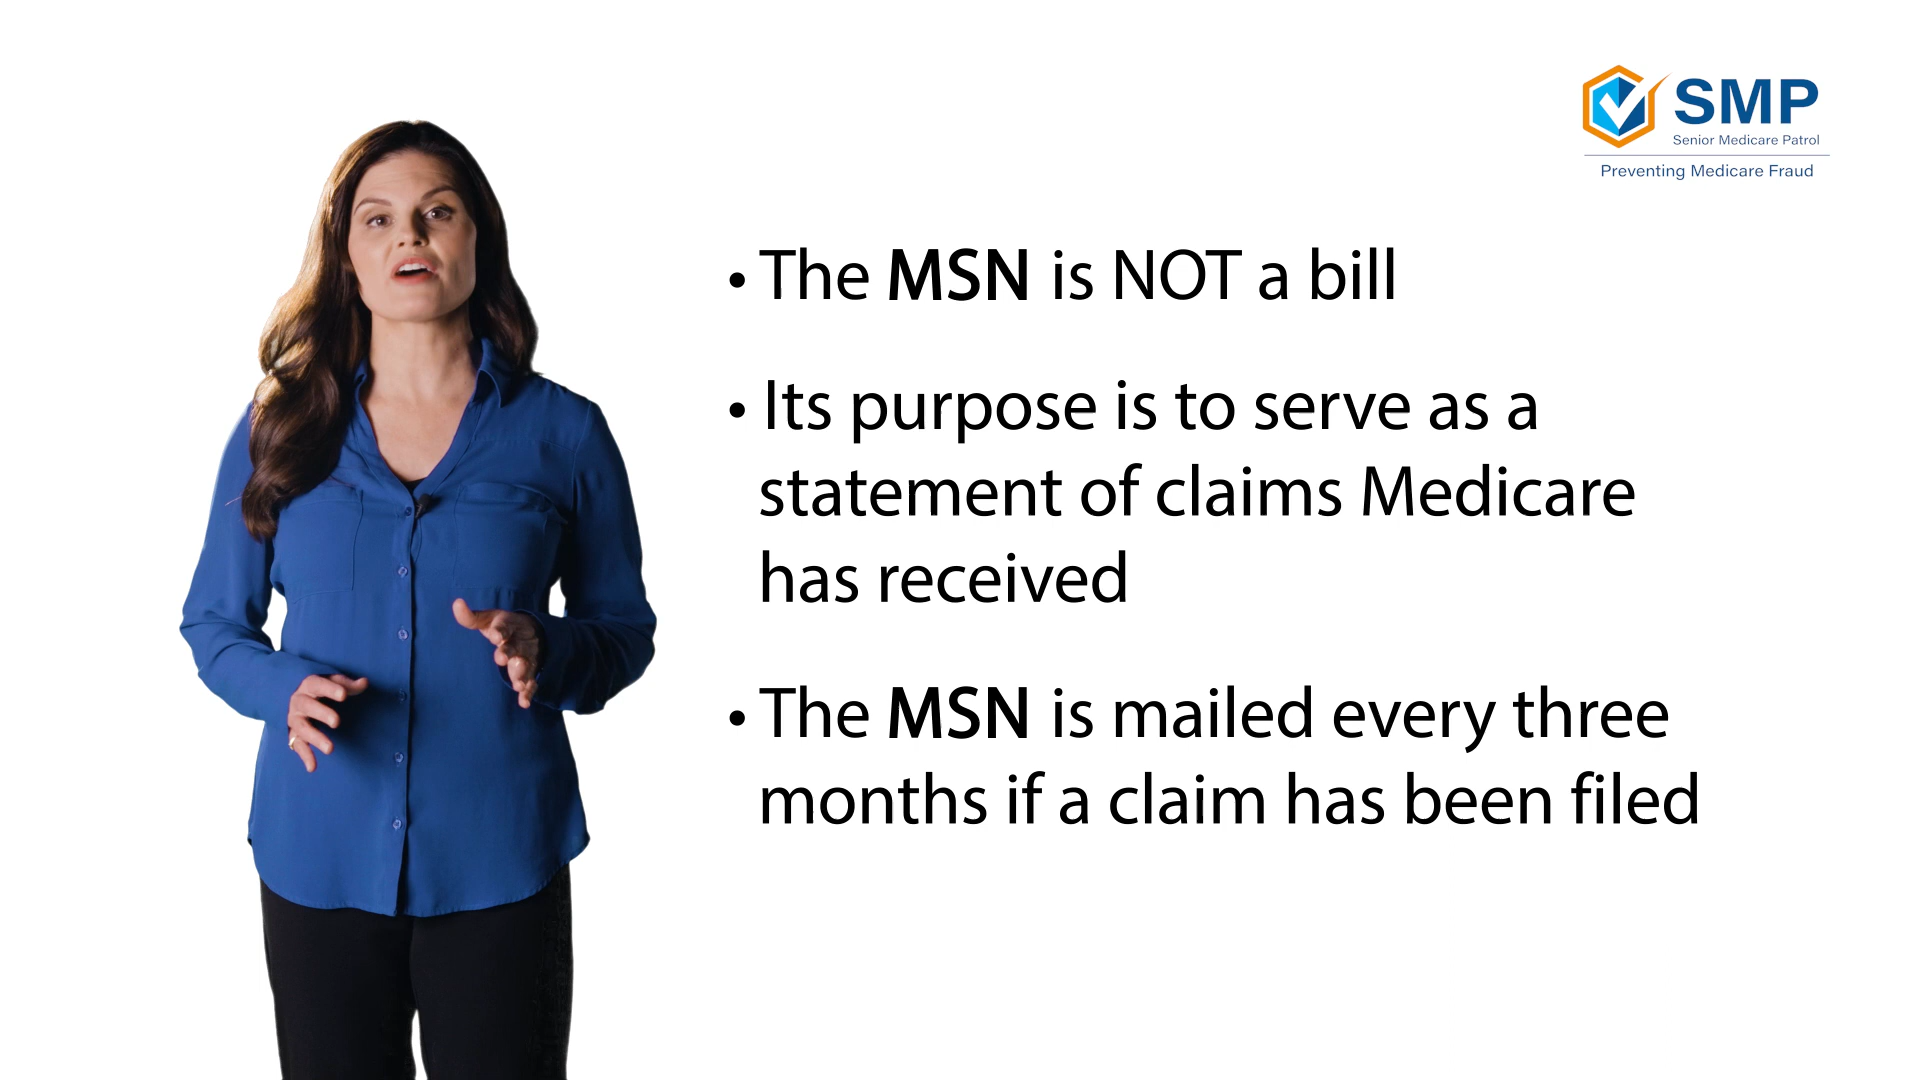 SMP
Senior Medicare Patrol
Preventing Medicare Fraud
• The MSN is NOT a bill
• Its purpose is to serve as a
statement of claims Medicare
has received
• The MSN is mailed every three
months if a claim has been filed